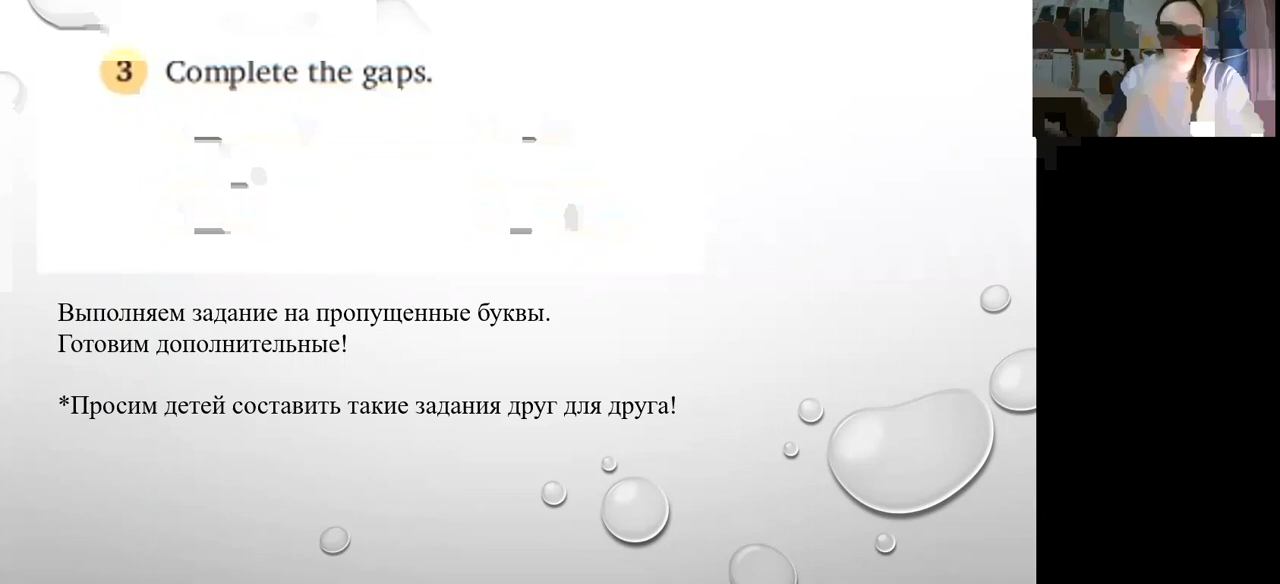 3 Complete the gaps.
Выполняем задание на пропущенные буквы.
Готовим дополнительные!
*Просим детей составить такие задания друг для друга!